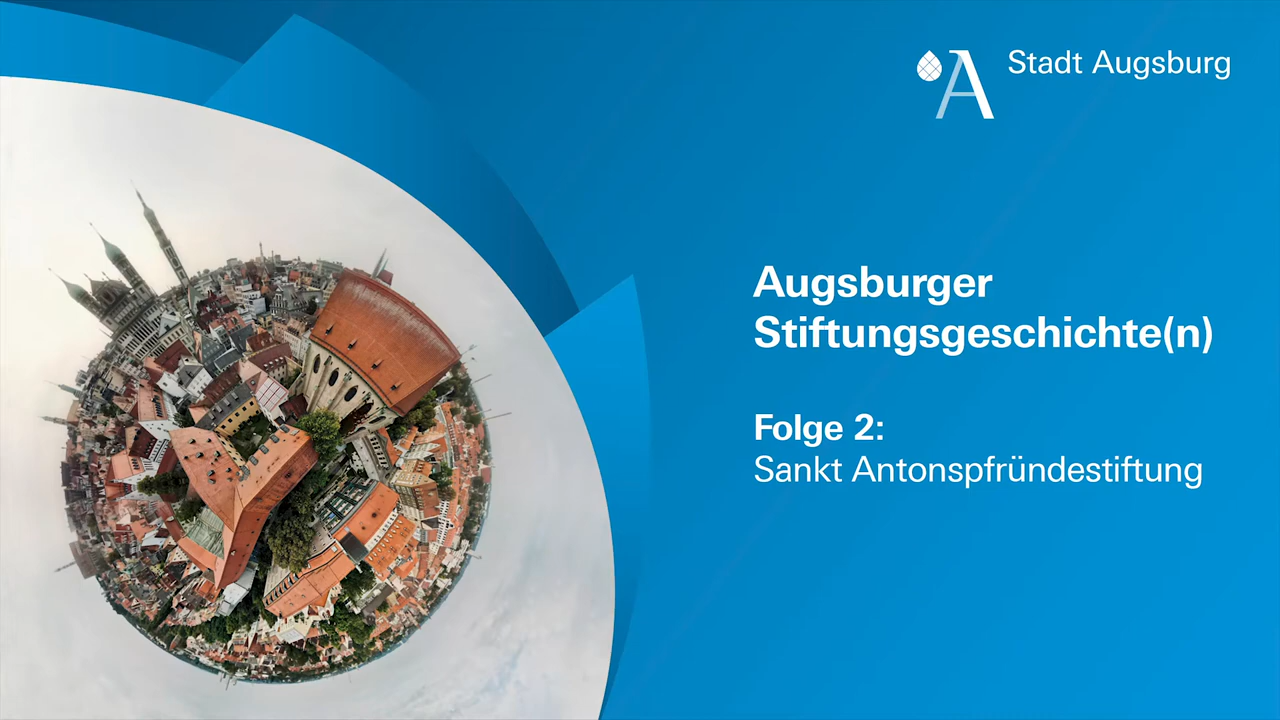 Stadt Augsburg
Augsburger
Stiftungsgeschichte(n)
Folge 2:
Sankt Antonspfründestiftung